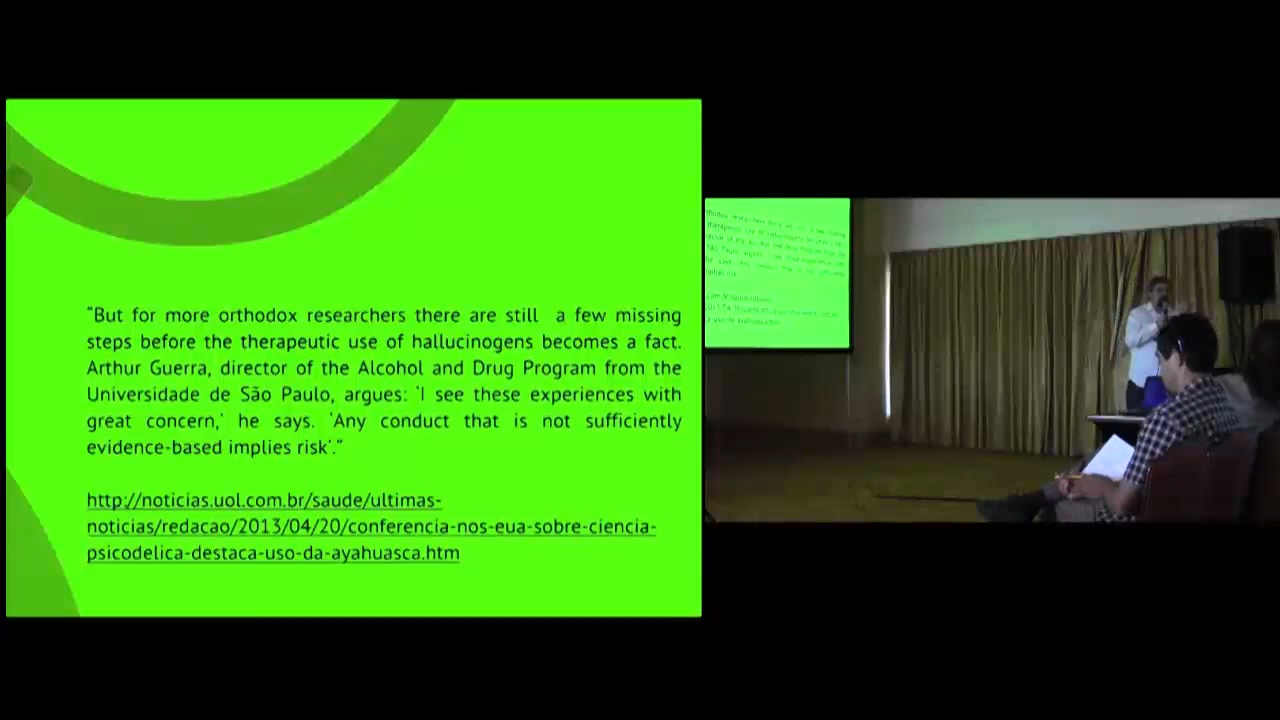 “But for more orthodox researchers there are still a few missing
steps before the therapeutic use of hallucinogens becomes a fact.
Arthur Guerra, director of the Alcohol and Drug Program from the
Universidade de São Paulo, argues: ‘I see these experiences with
great concern,’ he says. ‘Any conduct that is not sufficiently
evidence-based implies risk’.”
http://noticias.uol.com.br/saude/ultimas-
noticias/redacao/2013/04/20/conferencia-nos-eua-sobre-ciencia-
psicodelica-destaca-uso-da-ayahuasca.htm